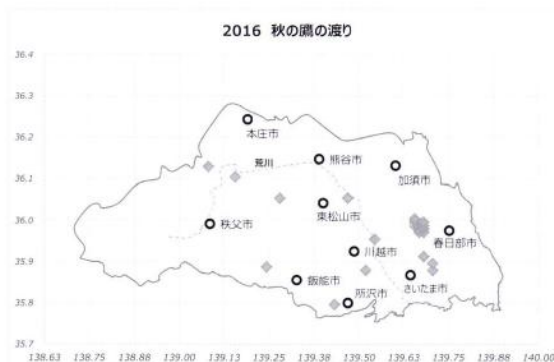 2016 秋の鷹の渡り
36.4
36.3
36.2
36.1
36.0
35.9
35.8
35.7
本庄市
荒川
熊谷市
加須市
東松山市
秩父市
川越市
春日部市
飯能市
所沢市
さいたま市
138.63 138.75 138.88 139.00 139.13 139.25 139.38 139.50 139.63 139.75 139.88 140.00